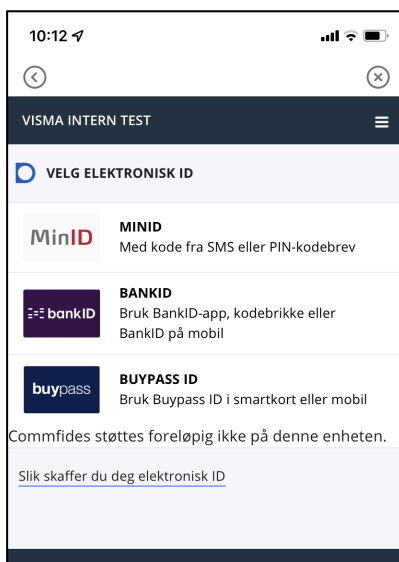 10:12
VISMA INTERN TEST
VELG ELEKTRONISK ID
MinID
MINID
Med kode fra SMS eller PIN-kodebrev
bankID
BANKID
Bruk BankID-app, kodebrikke eller
BankID på mobil
buypass
BUYPASS ID
Bruk Buypass ID i smartkort eller mobil
Commfides støttes foreløpig ikke på denne enheten.
Slik skaffer du deg elektronisk ID